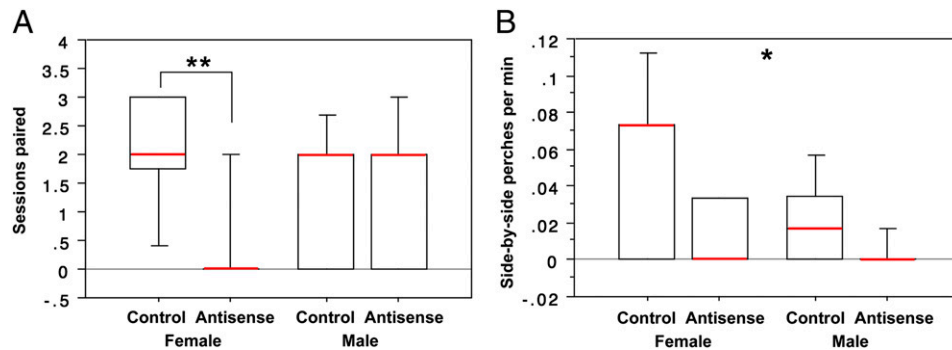 A
Sessions paired
4
3.5
3
2.5
2
1.5
1
.5
0
-.5
**
Control Antisense Control Antisense
Female Male
B
Side-by-side perches per min
.12
.1
.08
.06
.04
.02
0
-.02
*
Control Antisense Control Antisense
Female Male